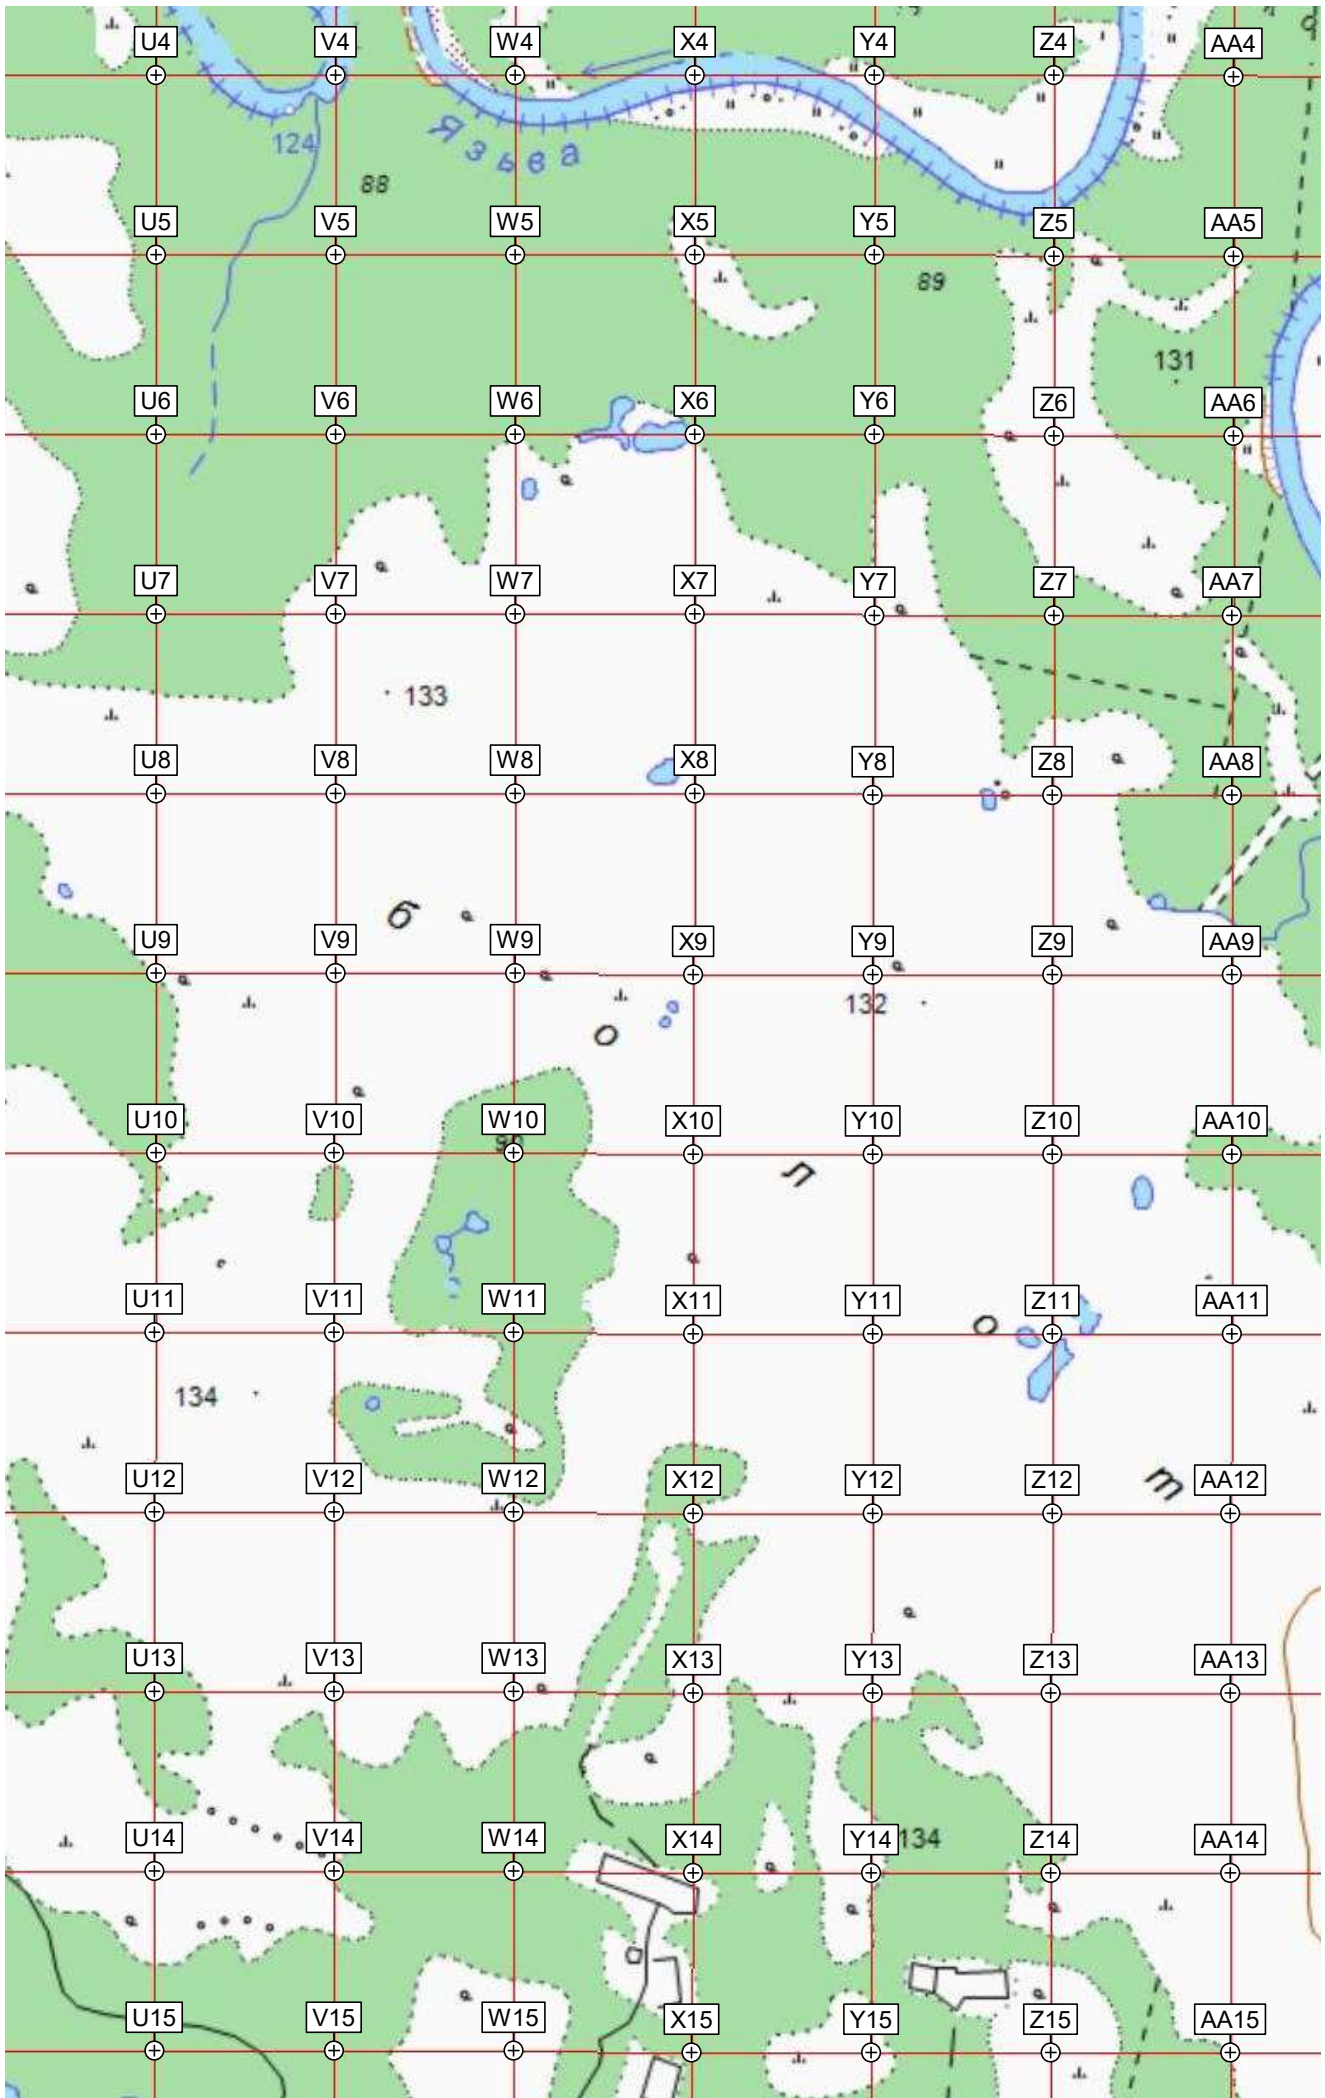 U4 V4 W4 X4 Y4 Z4 AA4
124
Язьва
88
U5 V5 W5 X5 Y5 Z5 AA5
89
131
U6 V6 W6 X6 Y6 Z6 AA6
U7 V7 W7 X7 Y7 Z7 AA7
133
U8 V8 W8 X8 Y8 Z8 AA8
б
U9 V9 W9 X9 Y9 Z9 AA9
132
о
U10 V10 W10 X10 Y10 Z10 AA10
л
U11 V11 W11 X11 Y11 Z11 AA11
о
134
U12 V12 W12 X12 Y12 Z12 AA12
т
U13 V13 W13 X13 Y13 Z13 AA13
U14 V14 W14 X14 Y14 134 Z14 AA14
U15 V15 W15 X15 Y15 Z15 AA15